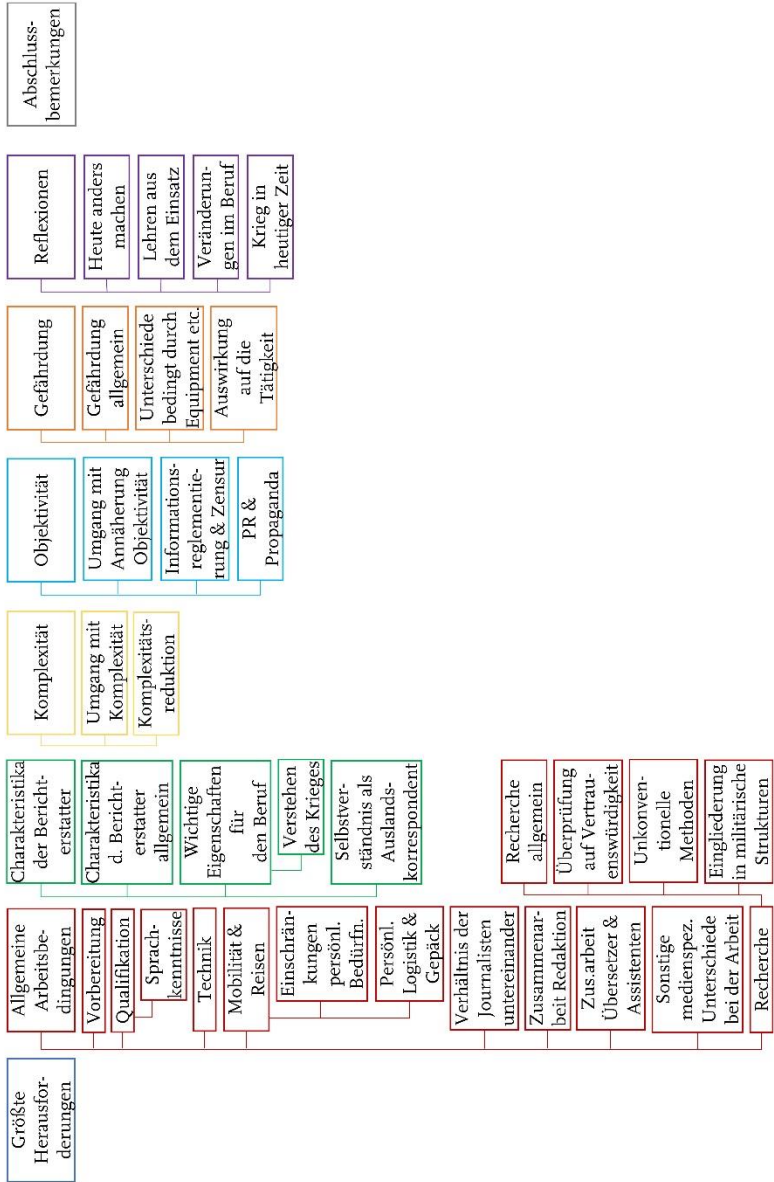 Größte
Herausfor-
derungen
Allgemeine
Arbeitsbe-
dingungen
Vorbereitung
Qualifikation
Sprach-
kenntnisse
Technik
Mobilität &
Reisen
Einschrän-
kungen
persönl.
Bedürfn.
Persönl.
Logistik &
Gepäck
Verhältnis der
Journalisten
untereinander
Zusammenar-
beit Redaktion
Zus.arbeit
Übersetzer &
Assistenten
Sonstige
medienspez.
Unterschiede
bei der Arbeit
Recherche
Recherche
allgemein
Überprüfung
auf Vertrau-
enswürdigkeit
Unkonven-
tionelle
Methoden
Eingliederung
in militärische
Strukturen
Charakteristika
der Bericht-
erstatter
Charakteristika
d. Bericht-
erstatter
allgemein
Wichtige
Eigenschaften
für
den Beruf
Verstehen
des Krieges
Selbstver-
ständnis als
Auslands-
korrespondent
Komplexität
Umgang mit
Komplexität
Komplexitäts-
reduktion
Objektivität
Umgang mit
Annäherung
Objektivität
Informations-
reglementie-
rung & Zensur
PR &
Propaganda
Gefährdung
Gefährdung
allgemein
Unterschiede
bedingt durch
Equipment etc.
Auswirkung
auf die
Tätigkeit
Reflexionen
Heute anders
machen
Lehren aus
dem Einsatz
Veränderun-
gen im Beruf
Krieg in
heutiger Zeit
Abschluss-
bemerkungen